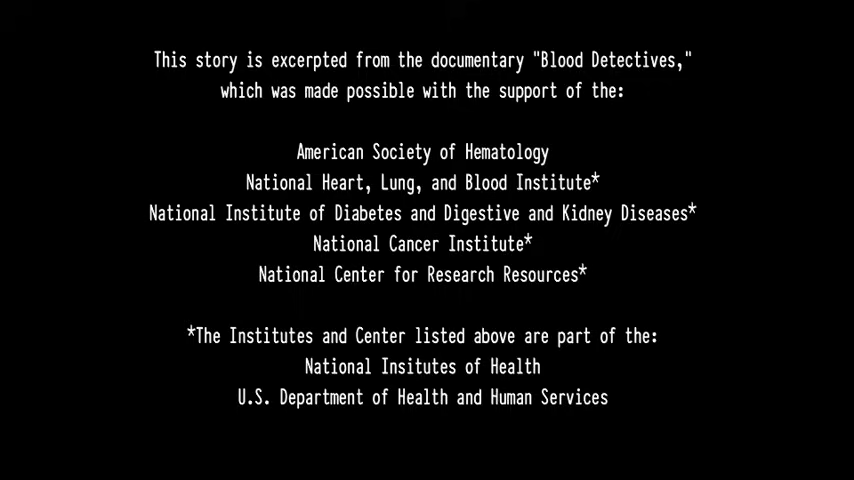 This story is excerpted from the documentary "Blood Detectives,"
which was made possible with the support of the:
American Society of Hematology
National Heart, Lung, and Blood Institute*
National Institute of Diabetes and Digestive and Kidney Diseases*
National Cancer Institute*
National Center for Research Resources*
*The Institutes and Center listed above are part of the:
National Insitutes of Health
U.S. Department of Health and Human Services